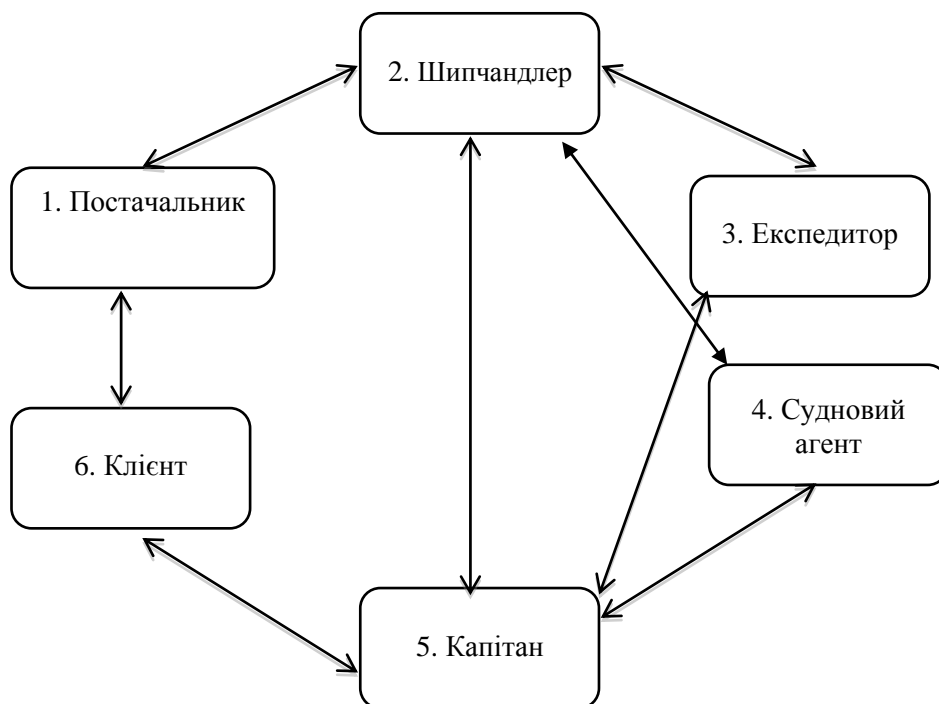 2. Шипчандлер
1. Постачальник
3. Експедитор
4. Судновий
агент
6. Клієнт
5. Капітан